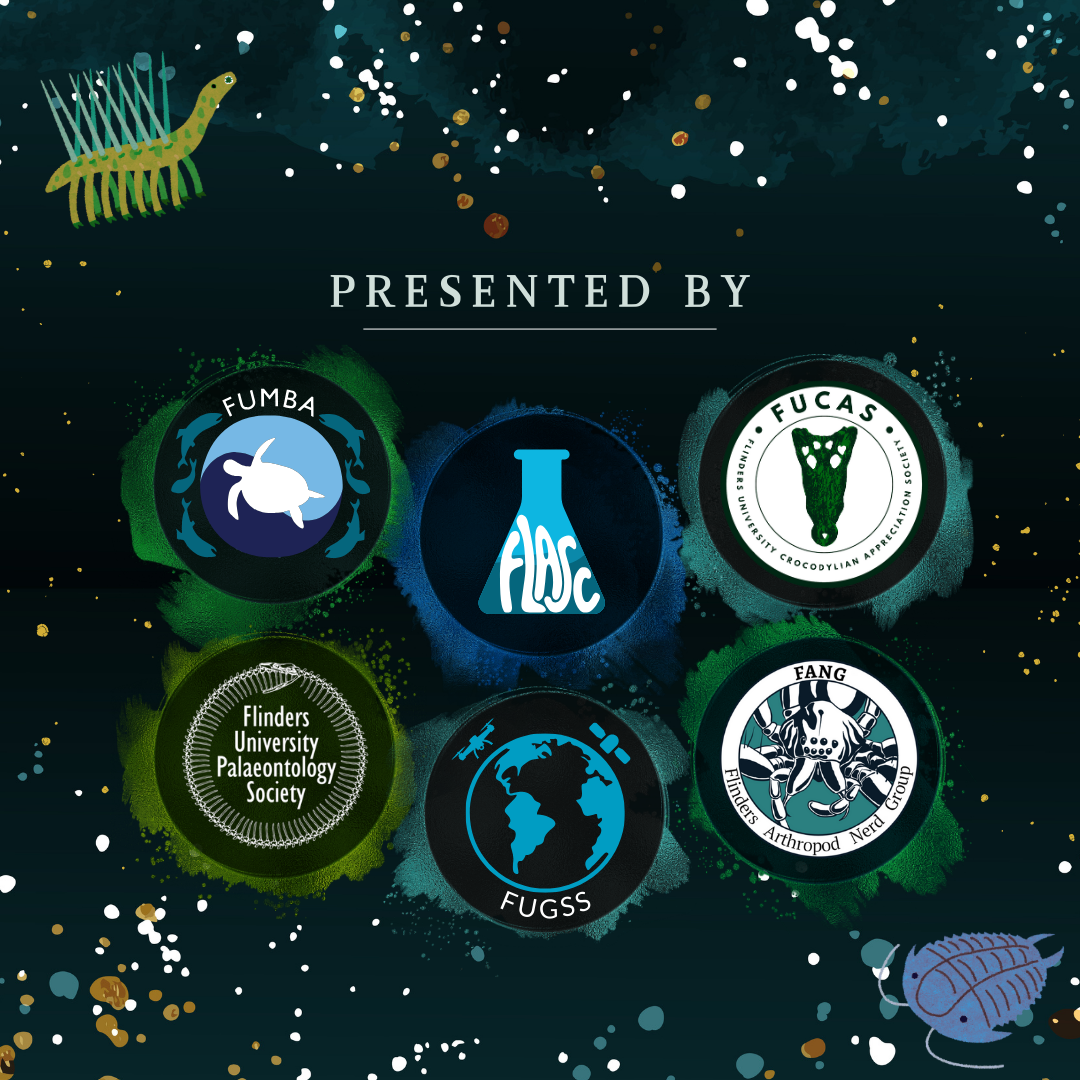 PRESENTED BY
FUMBA
FLASC
FUCAS
FLINDERS UNIVERSITY CROCODYLIAN APPRECIATION SOCIETY
Flinders
University
Palaeontology
Society
FUGSS
FANG
Flinders Arthropod Nerd Group